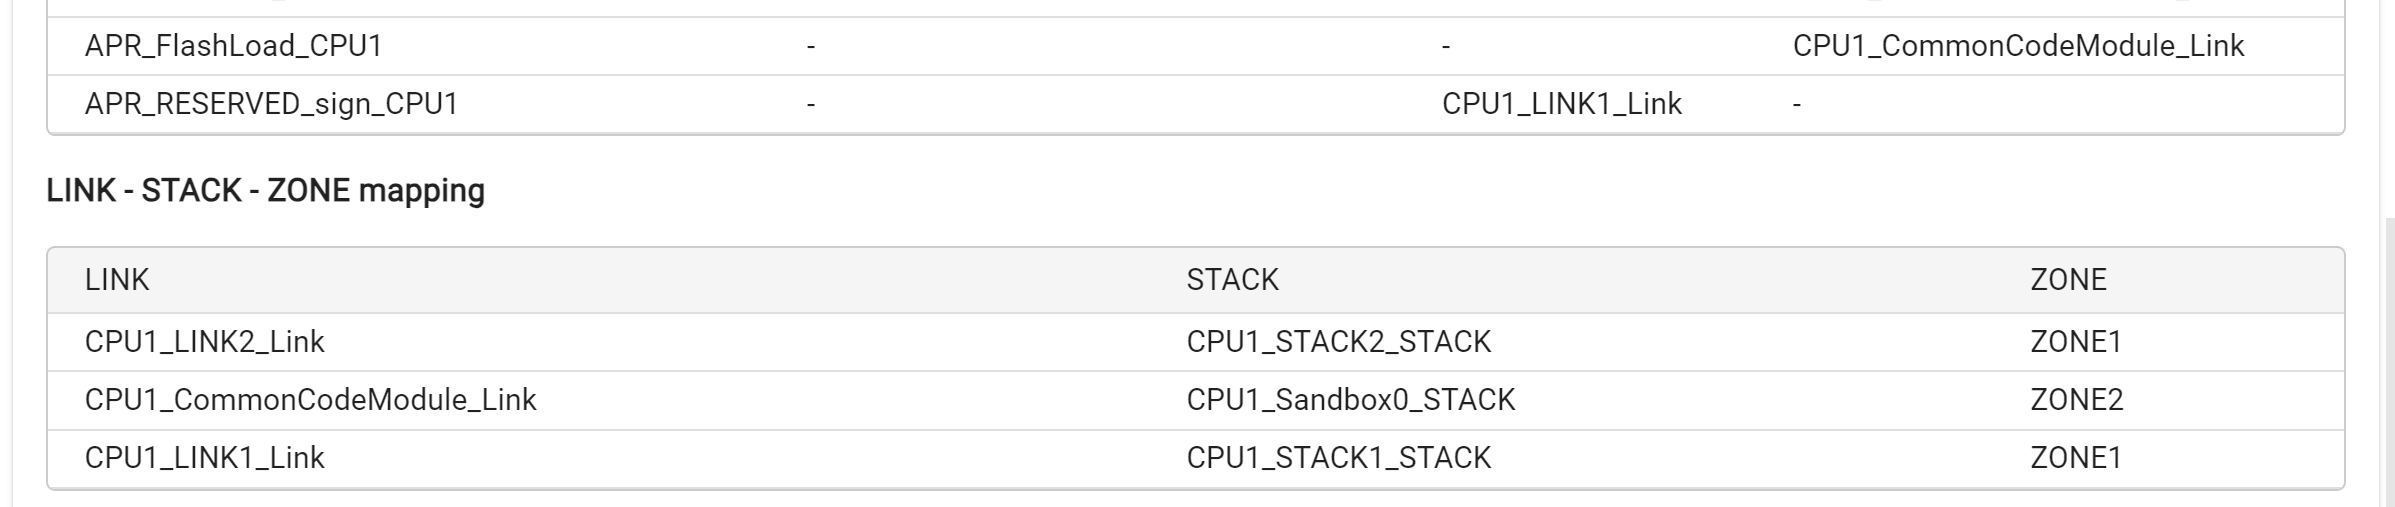 APR_FlashLoad_CPU1 - - CPU1_CommonCodeModule_Link
APR_RESERVED_sign_CPU1 - CPU1_LINK1_Link -
LINK - STACK - ZONE mapping
LINK STACK ZONE
CPU1_LINK2_Link CPU1_STACK2_STACK ZONE1
CPU1_CommonCodeModule_Link CPU1_Sandbox0_STACK ZONE2
CPU1_LINK1_Link CPU1_STACK1_STACK ZONE1